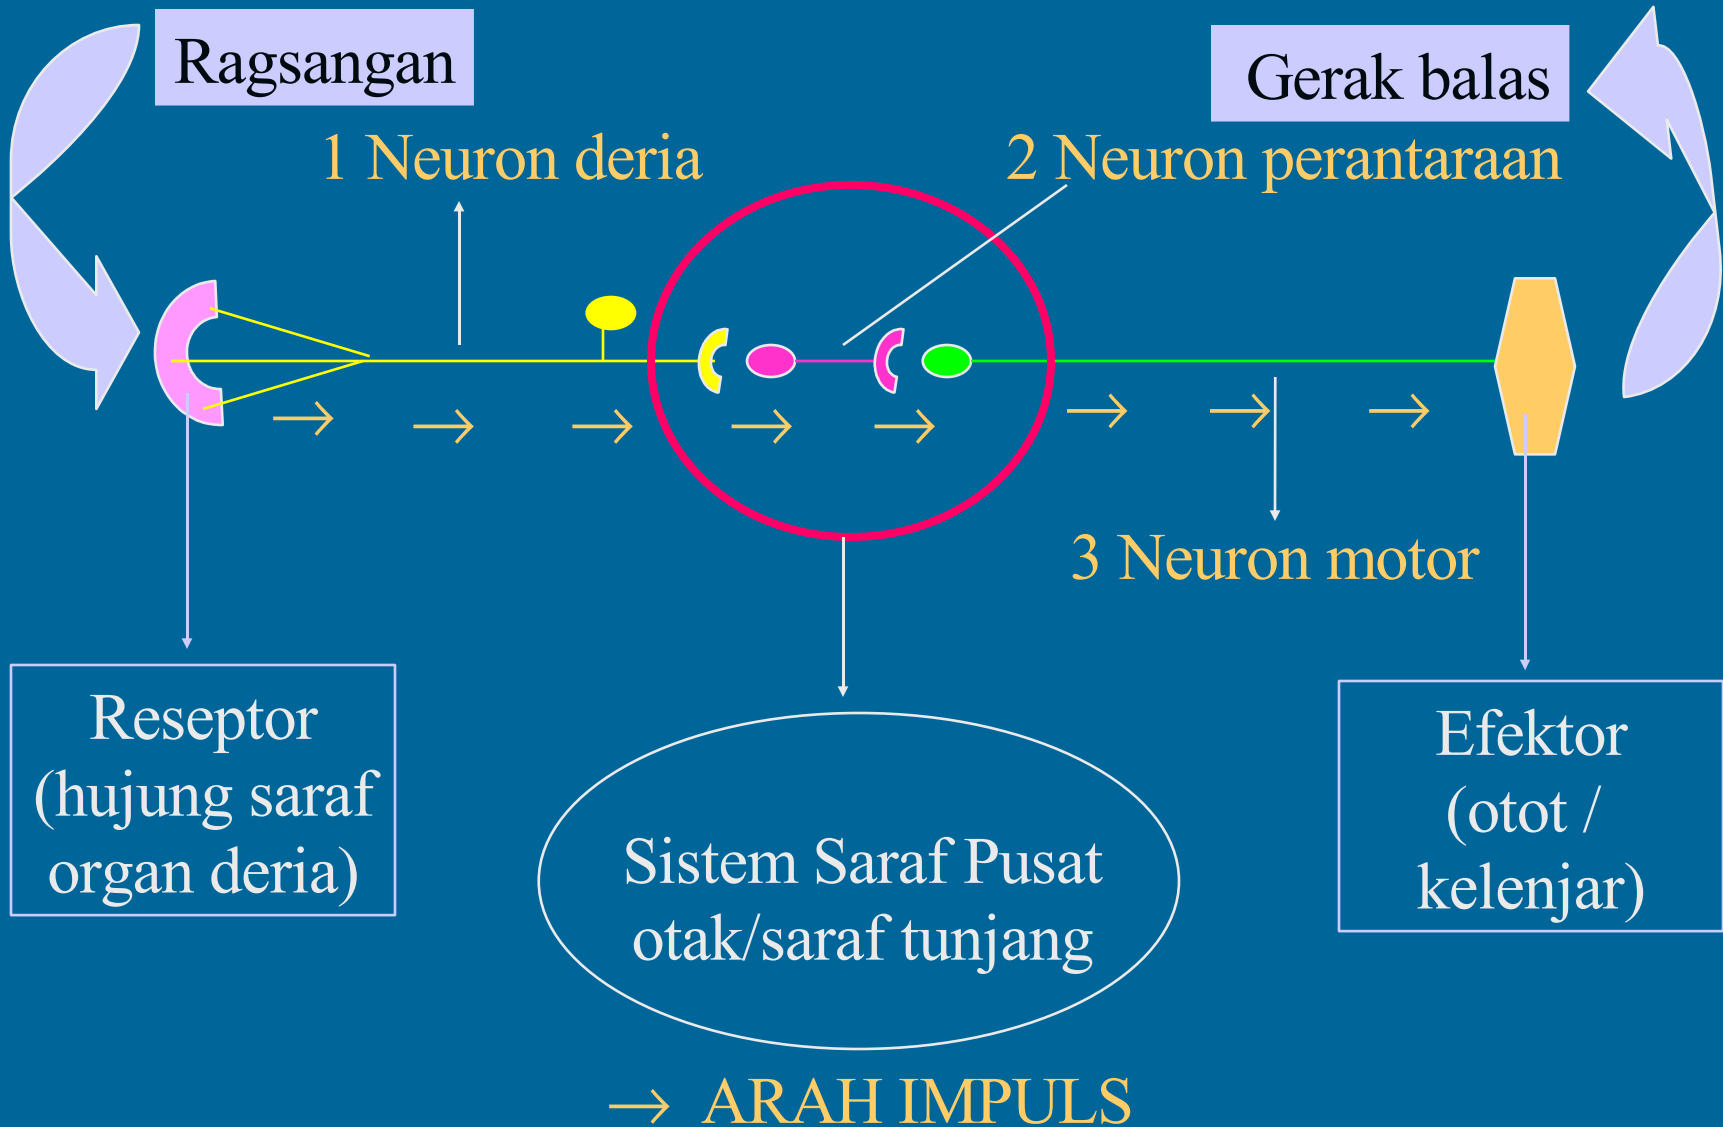 Ragsangan
Gerak balas
1 Neuron deria
2 Neuron perantaraan
3 Neuron motor
Reseptor
(hujung saraf
organ deria)
Sistem Saraf Pusat
otak/saraf tunjang
Efektor
(otot /
kelenjar)
→ ARAH IMPULS